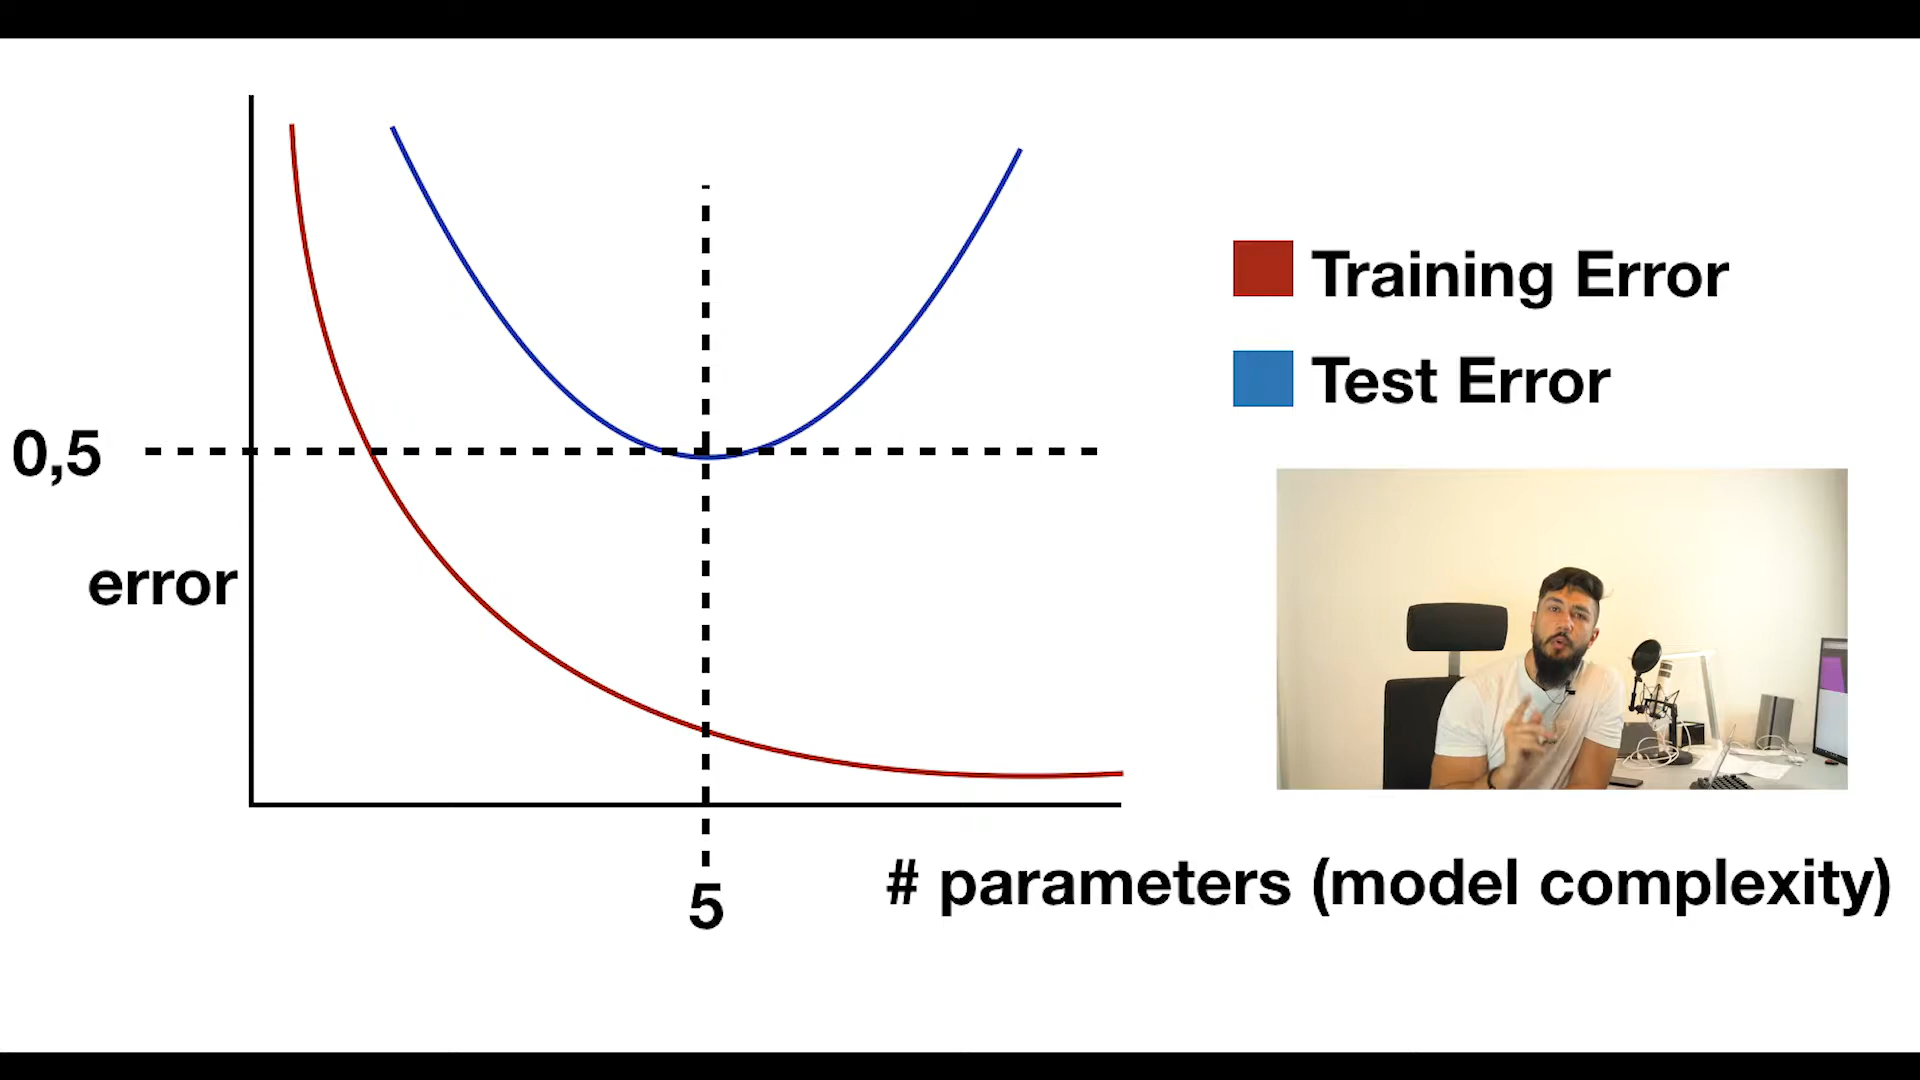 Training Error
Test Error
0,5
error
# parameters (model complexity)
5